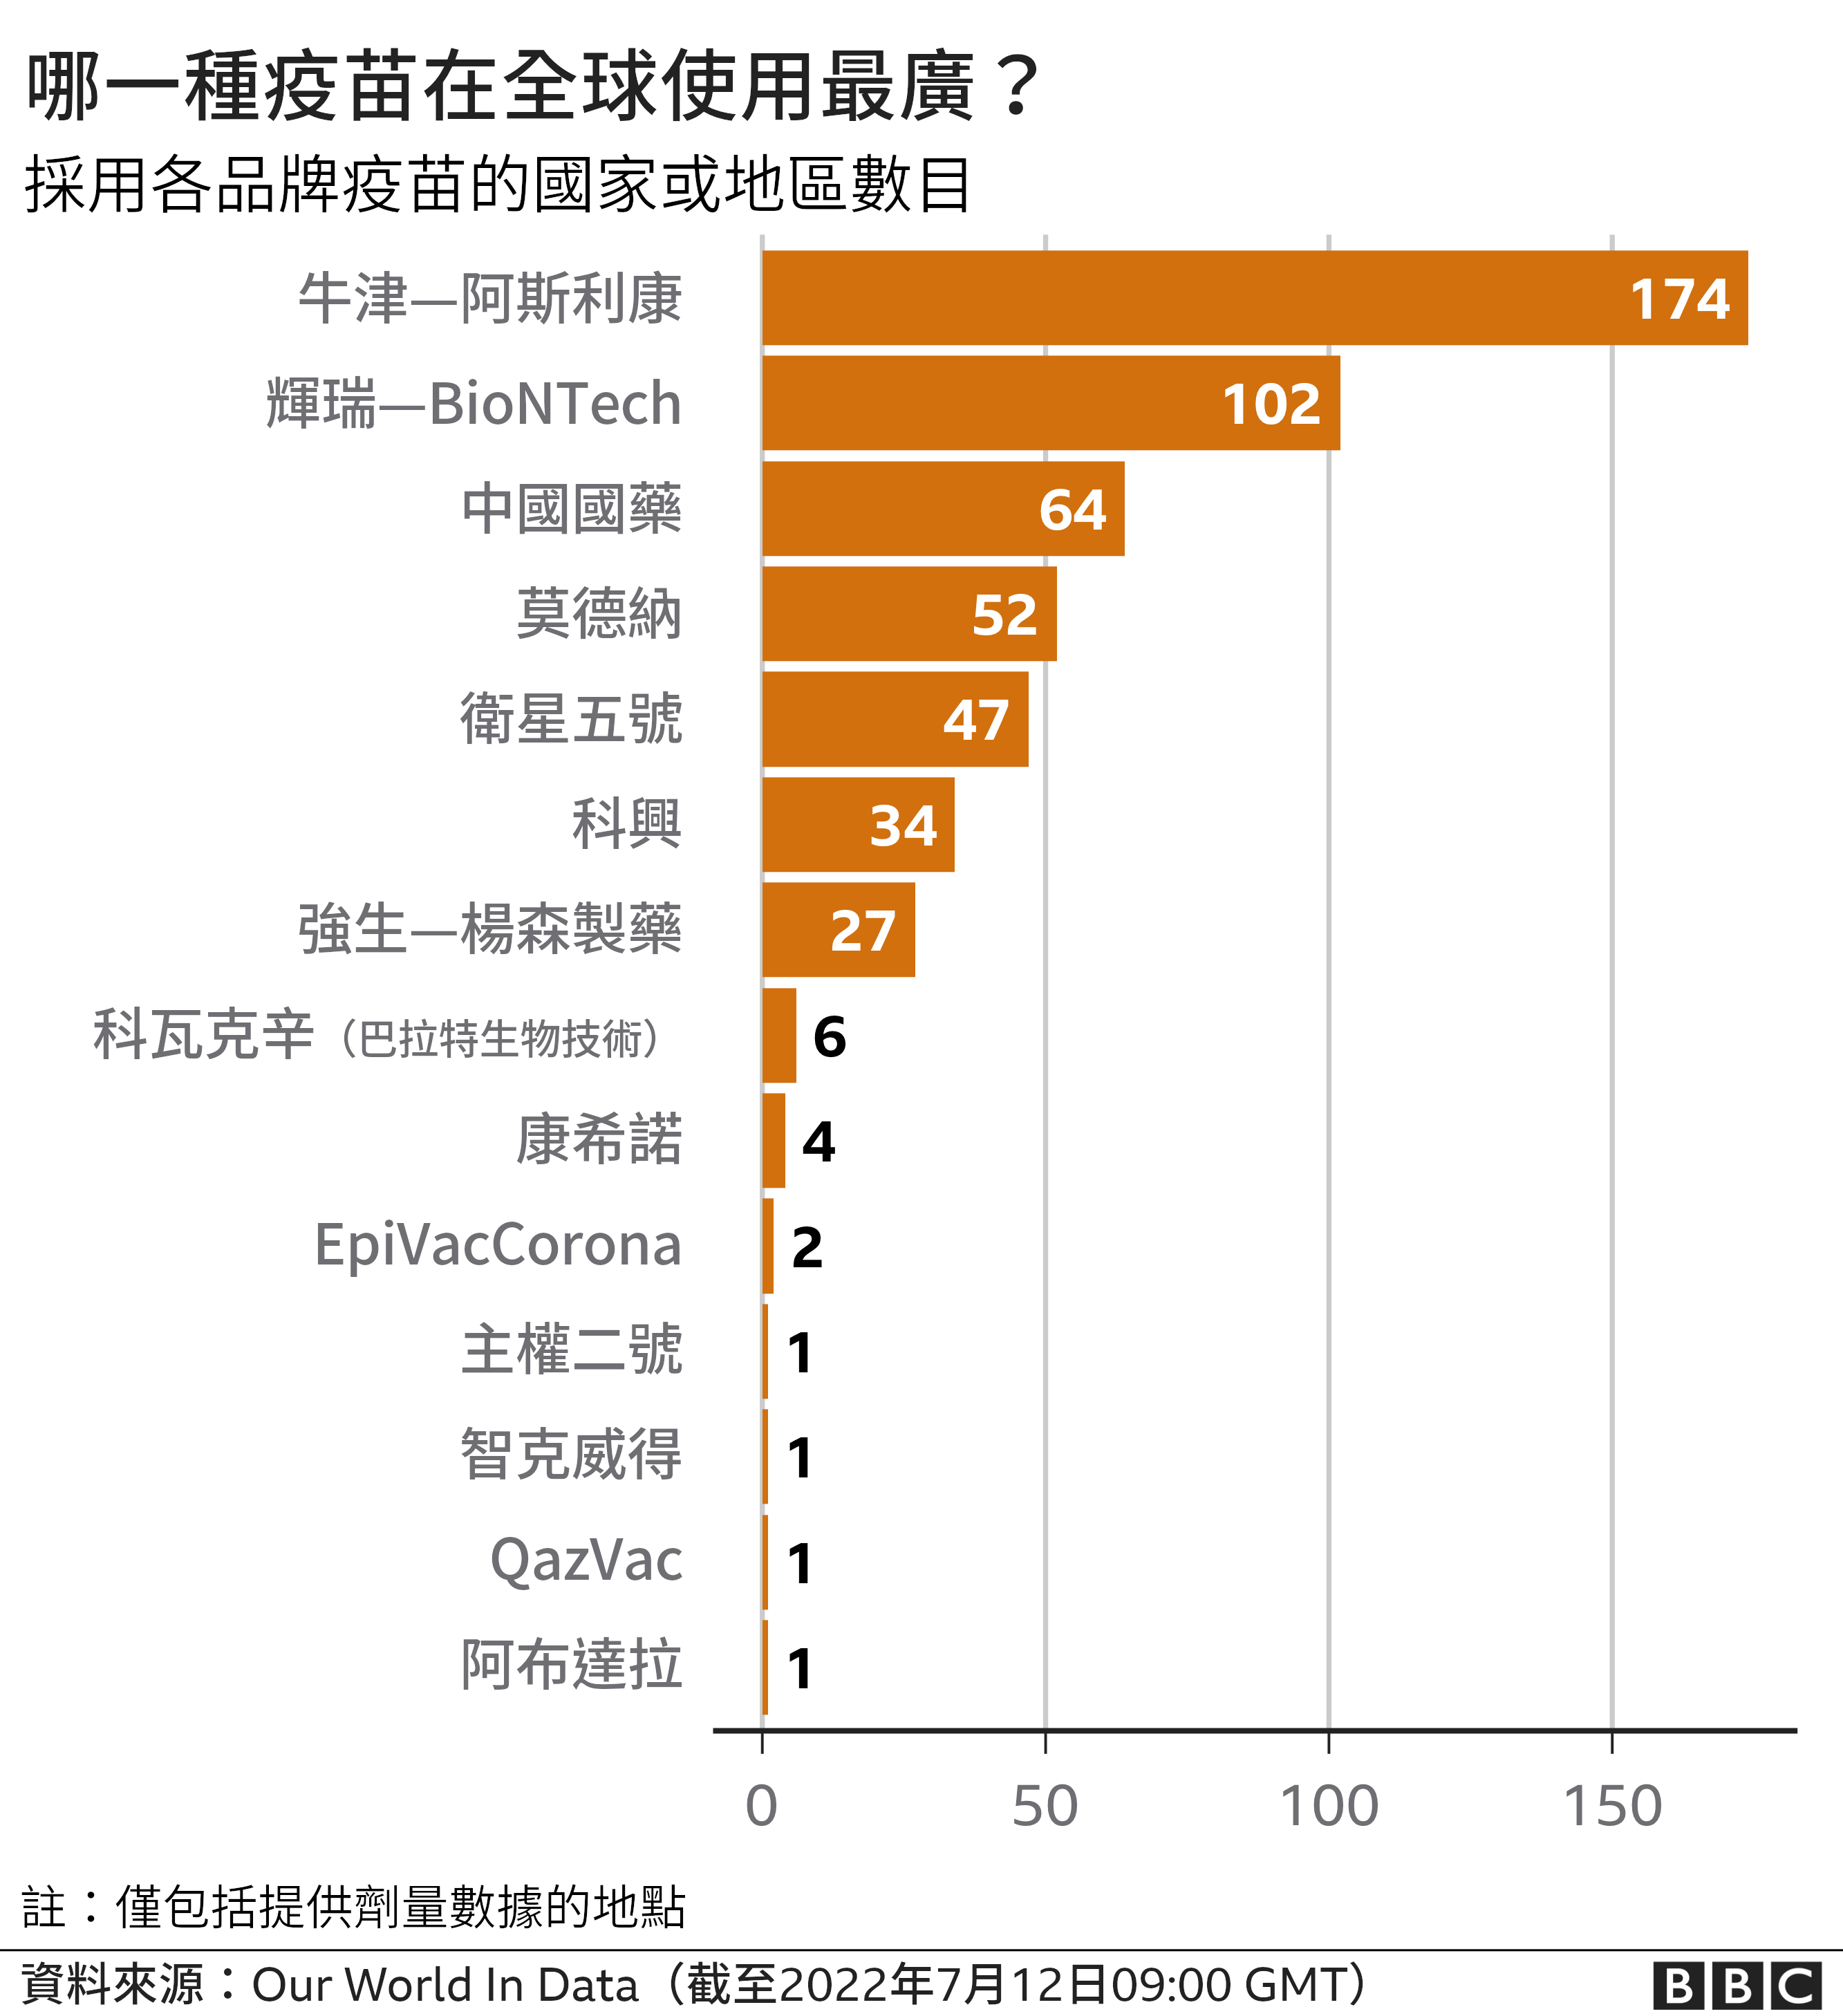 哪一種疫苗在全球使用最廣？
採用各品牌疫苗的國家或地區數目
牛津—阿斯利康 174
輝瑞—BioNTech 102
中國國藥 64
莫德納 52
衛星五號 47
科興 34
強生—楊森製藥 27
科瓦克辛（巴拉特生物技術） 6
康希諾 4
EpiVacCorona 2
主權二號 1
智克威得 1
QazVac 1
阿布達拉 1
0 50 100 150
註：僅包括提供劑量數據的地點
資料來源：Our World In Data（截至2022年7月12日09:00 GMT） BBC